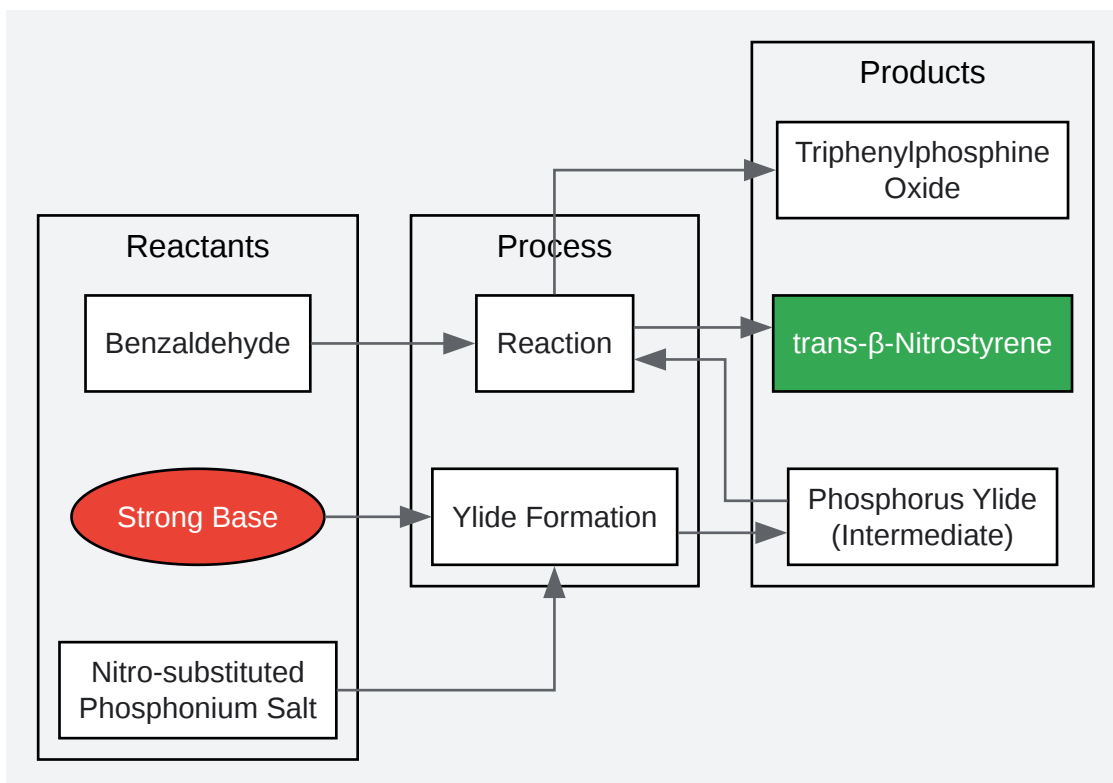 Reactants
Benzaldehyde
Strong Base
Nitro-substituted
Phosphonium Salt
Process
Reaction
Ylide Formation
Products
Triphenylphosphine
Oxide
trans-β-Nitrostyrene
Phosphorus Ylide
(Intermediate)